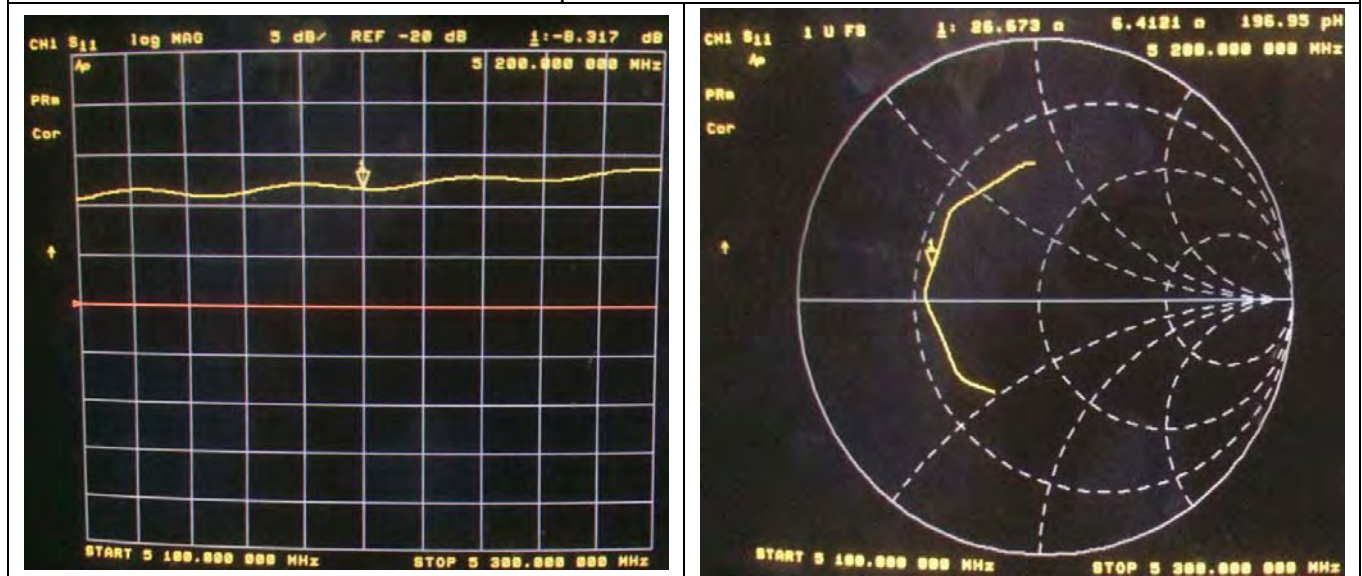 CH1 S11 log MAG 5 dB/ REF -20 dB 1:-8.317 dB
5 200.000 000 MHz
PRm
Cor
START 5 100.000 000 MHz STOP 5 300.000 000 MHz
CH1 S11 1 U FS 1: 26.673 Ω 6.4121 Ω 196.95 pH
5 200.000 000 MHz
PRm
Cor
START 5 100.000 000 MHz STOP 5 300.000 000 MHz